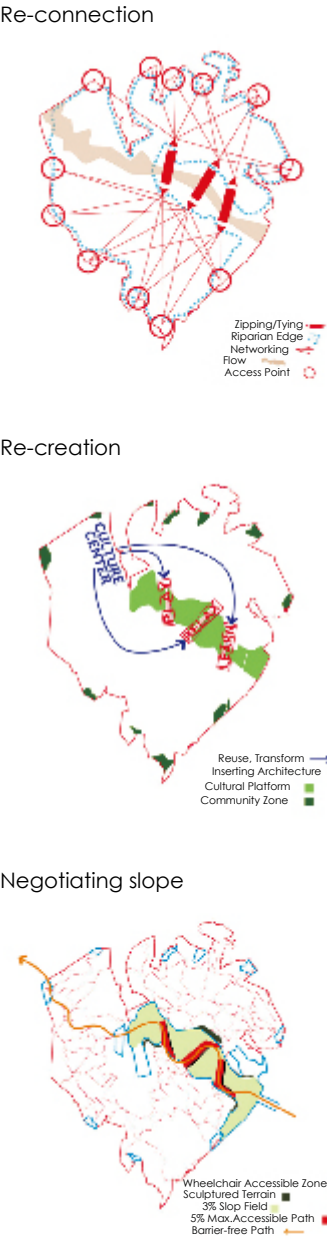 Re-connection
Zipping/Tying
Riparian Edge
Networking
Flow
Access Point
Re-creation
CULTURE
CENTER
LEARN
Reuse, Transform
Inserting Architecture
Cultural Platform
Community Zone
Negotiating slope
Wheelchair Accessible Zone
Sculptured Terrain
3% Slop Field
5% Max.Accessible Path
Barrier-free Path